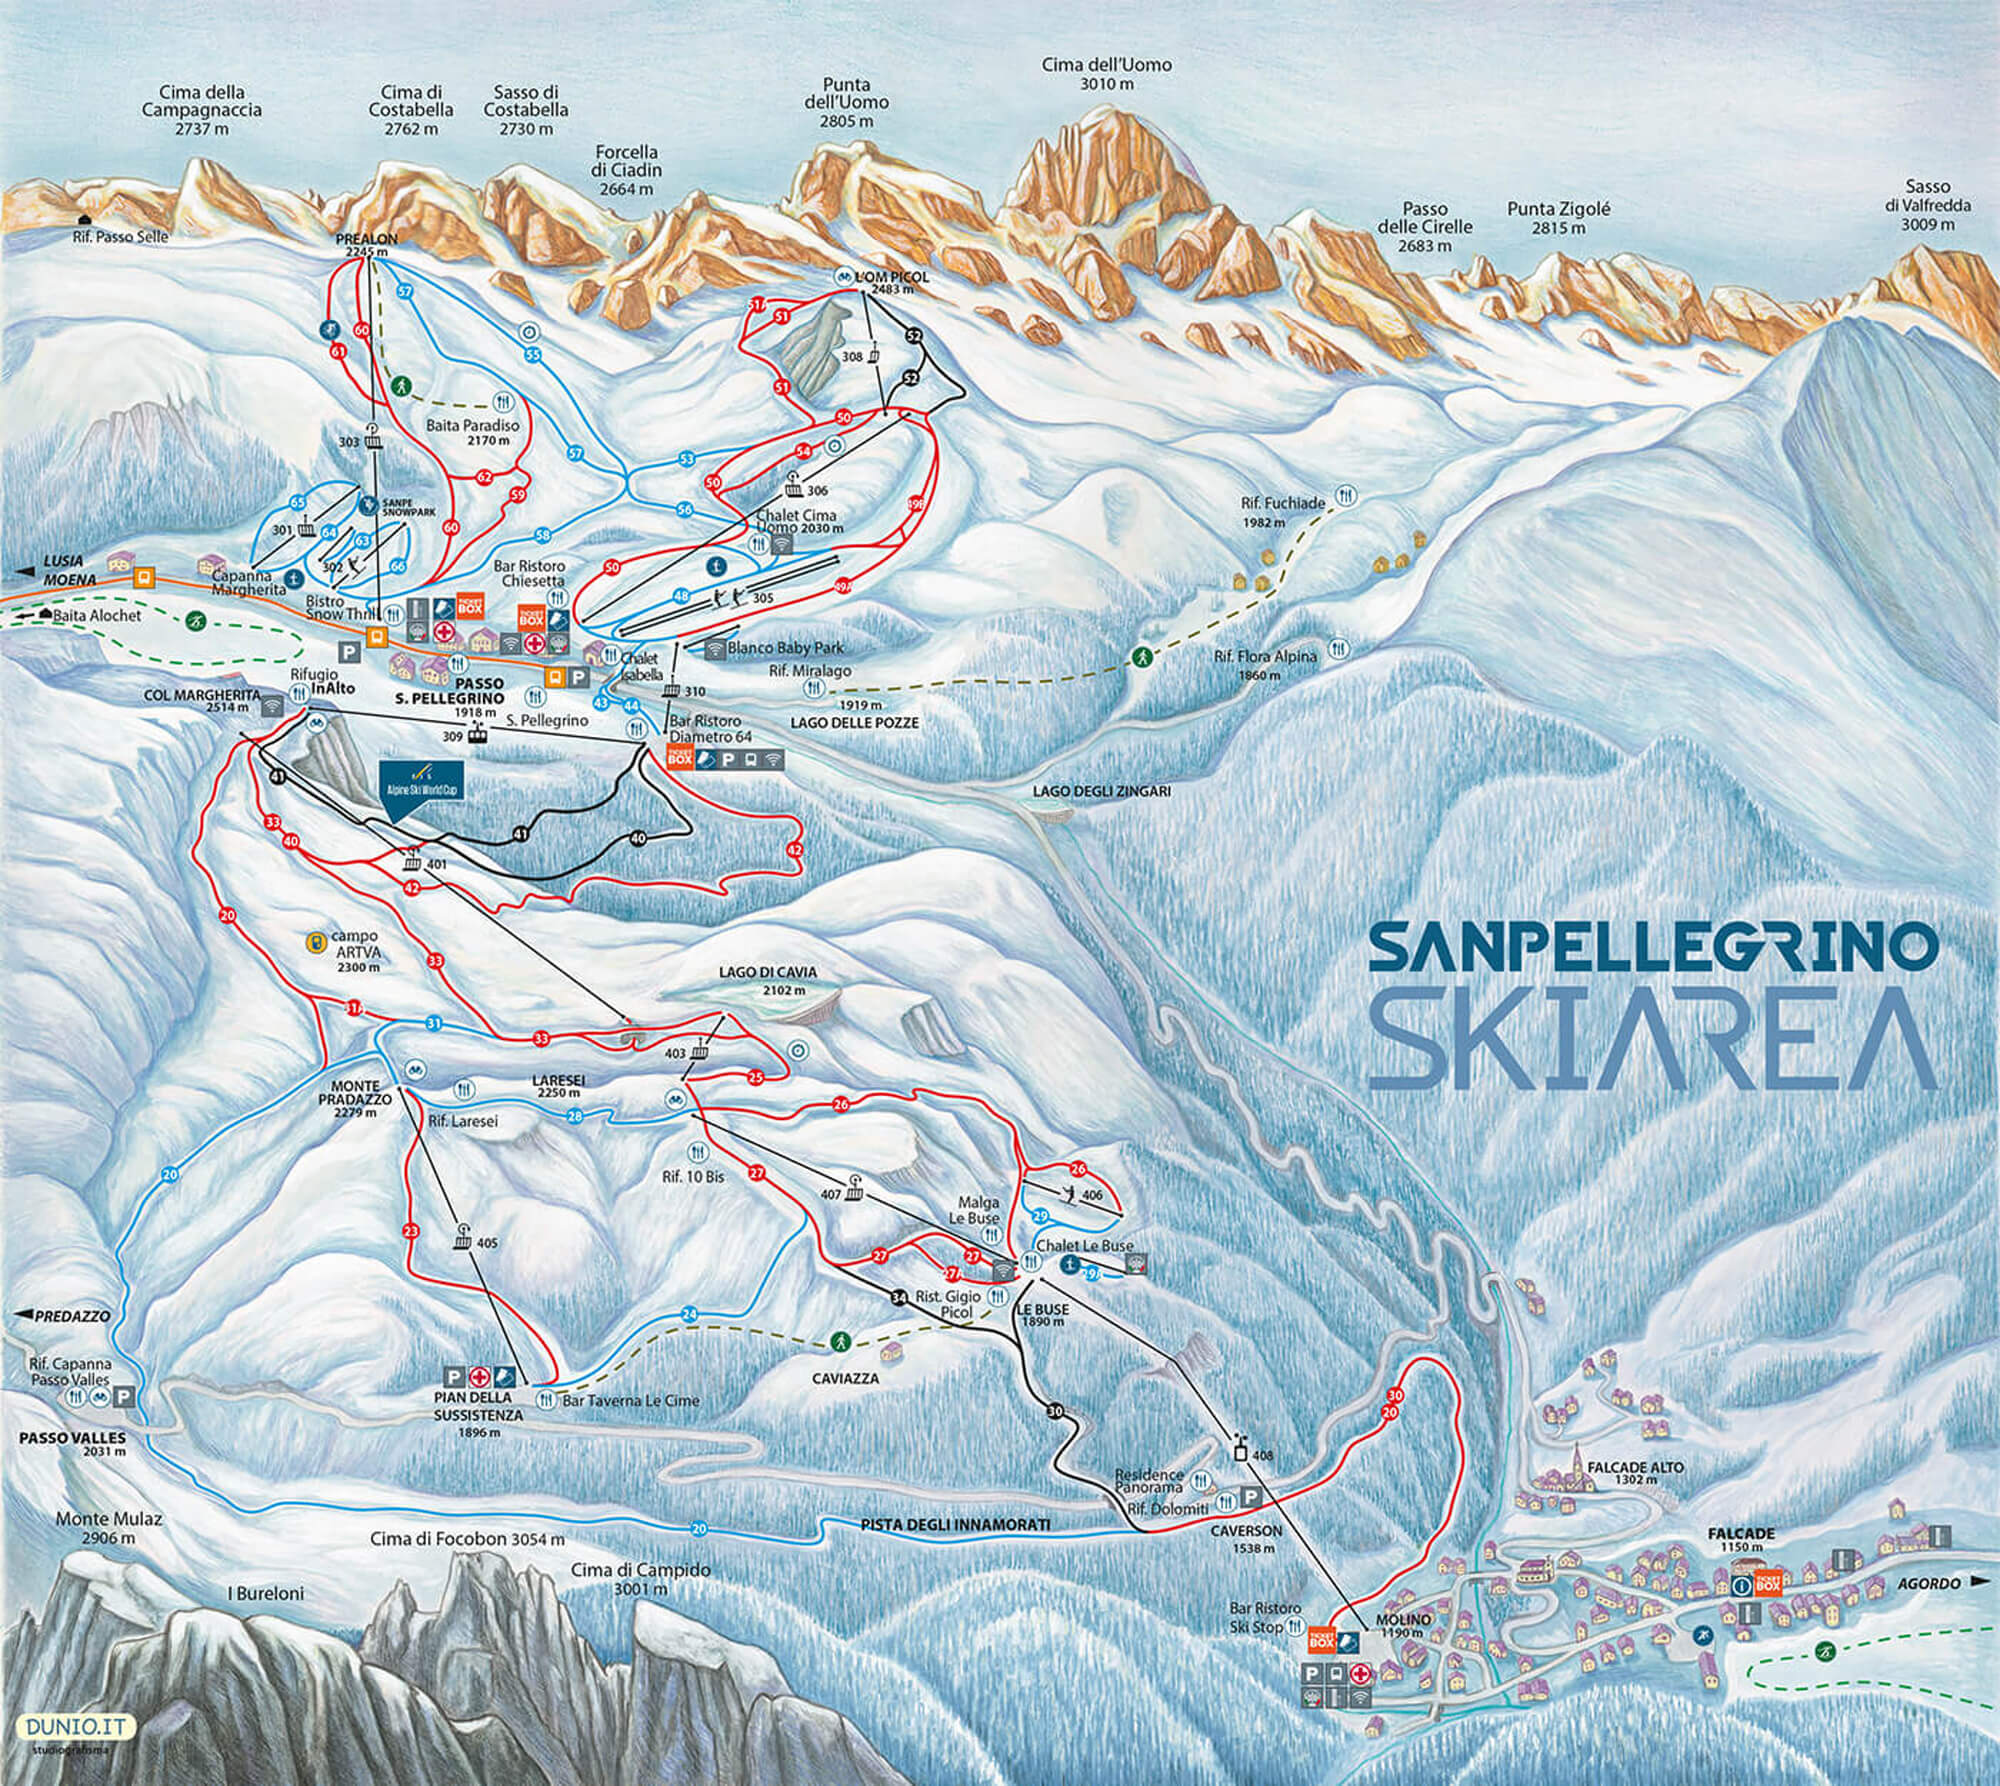 Cima della
Campagnaccia
2737 m
Cima di
Costabella
2762 m
Sasso di
Costabella
2730 m
Forcella
di Ciadin
2664 m
Punta
dell'Uomo
2805 m
Cima dell'Uomo
3010 m
Passo
delle Cirelle
2683 m
Punta Zigolé
2815 m
Sasso
di Valfredda
3009 m
Rif. Passo Selle
PREALON
2245 m
L'OM PICOL
2483 m
57
55
60
61
51A
51
51
52
52
308
50
Baita Paradiso
2170 m
303
57
53
54
50
306
62
59
60
58
56
49B
SANPE
SNOWPARK
65
301
64
63
302
66
Chalet Cima
Uomo 2030 m
Rif. Fuchiade
1982 m
LUSIA
MOENA
Capanna
Margherita
Bistro
Snow Thrill
Bar Ristoro
Chiesetta
50
48
305
49A
TICKET
BOX
TICKET
BOX
Baita Alochet
P
P
Blanco Baby Park
Chalet
Isabella
Rif. Miralago
1919 m
LAGO DELLE POZZE
Rif. Flora Alpina
1860 m
310
43
44
Rifugio
InAlto
COL MARGHERITA
2514 m
PASSO
S. PELLEGRINO
1918 m
S. Pellegrino
309
Bar Ristoro
Diametro 64
TICKET
BOX
P
41
Alpine Ski World Cup
LAGO DEGLI ZINGARI
33
40
41
40
42
401
42
20
campo
ARTVA
2300 m
33
LAGO DI CAVIA
2102 m
SANPELLEGRINO
SKIAREA
31A
31
33
403
25
MONTE
PRADAZZO
2279 m
LARESEI
2250 m
Rif. Laresei
28
26
20
Rif. 10 Bis
27
407
26
406
Malga
Le Buse
29
23
405
27
27
27A
Chalet Le Buse
29A
34
Rist. Gigio
Picol
LE BUSE
1890 m
24
PREDAZZO
Rif. Capanna
Passo Valles
P
PASSO VALLES
2031 m
P
PIAN DELLA
SUSSISTENZA
1896 m
Bar Taverna Le Cime
CAVIAZZA
30
30
20
408
Residence
Panorama
Rif. Dolomiti
P
CAVERSON
1538 m
FALCADE ALTO
1302 m
20
PISTA DEGLI INNAMORATI
FALCADE
1150 m
TICKET
BOX
AGORDO
Monte Mulaz
2906 m
Cima di Focobon 3054 m
Cima di Campido
3001 m
I Bureloni
Bar Ristoro
Ski Stop
MOLINO
1190 m
TICKET
BOX
P
DUNIO.IT
studiografisma